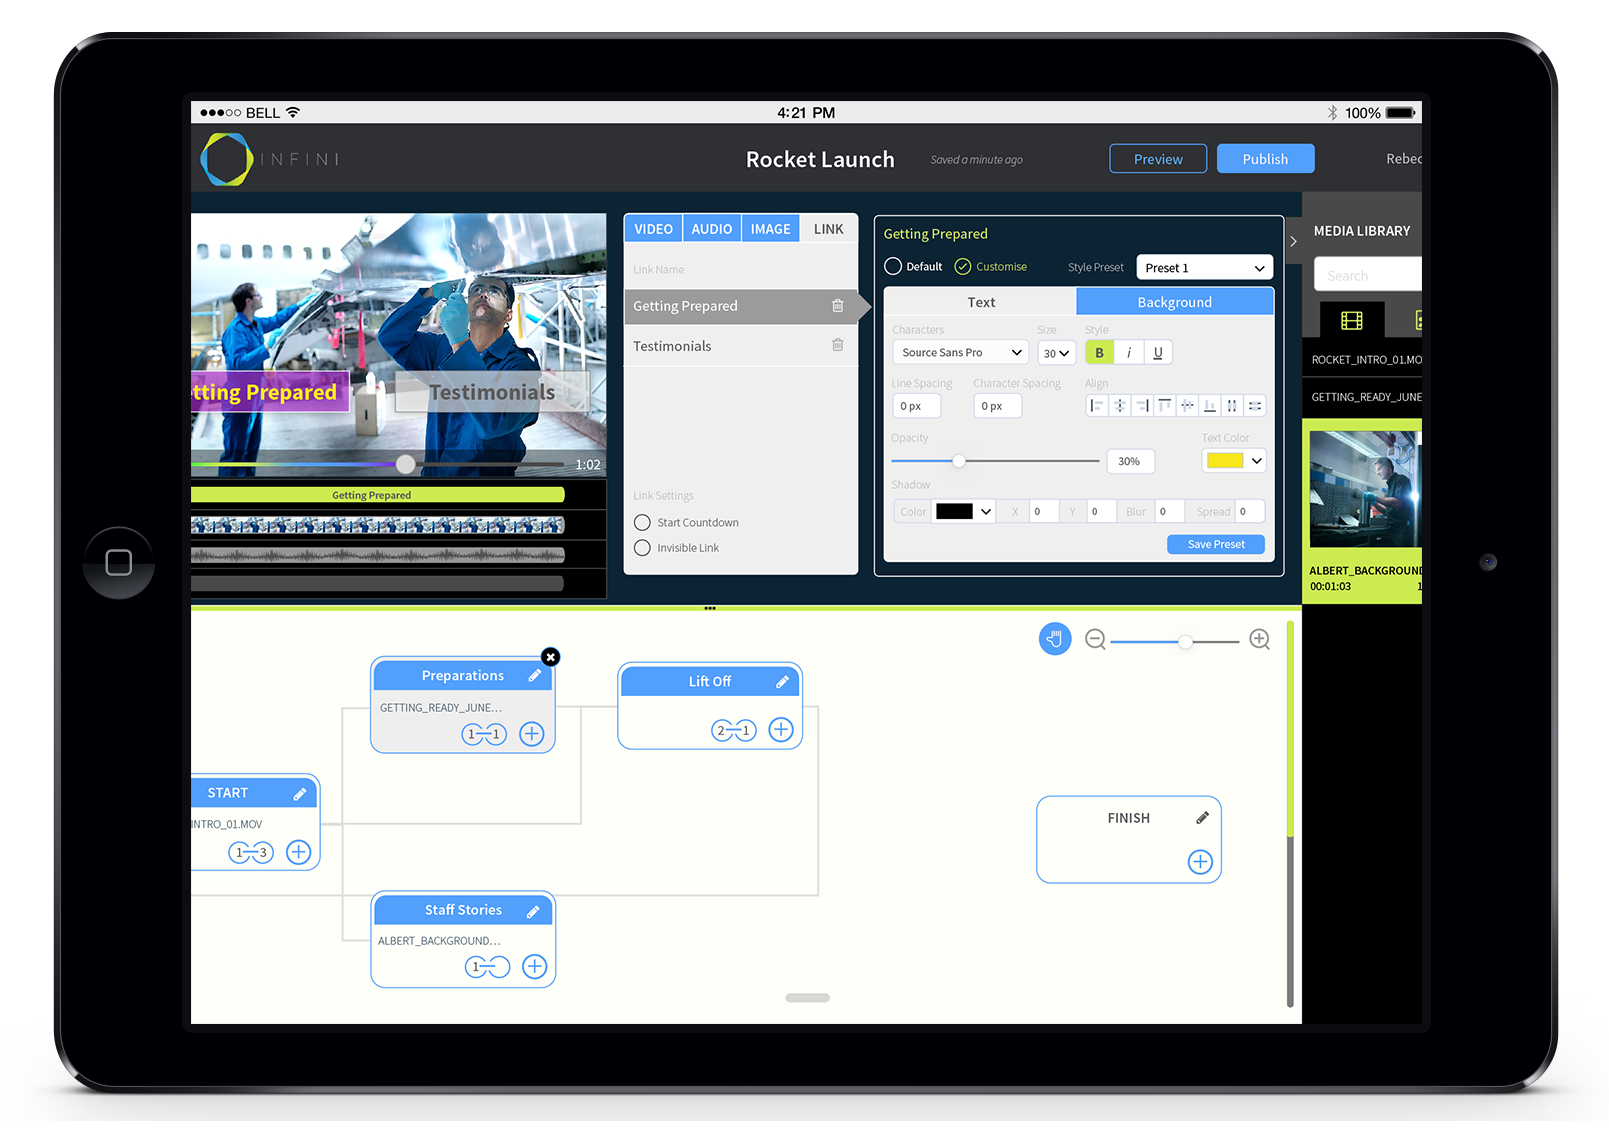 BELL
4:21 PM
100%
INFINI
Rocket Launch
Saved a minute ago
Preview
Publish
Rebec
etting Prepared
Testimonials
1:02
Getting Prepared
VIDEO
AUDIO
IMAGE
LINK
Link Name
Getting Prepared
Testimonials
Link Settings
Start Countdown
Invisible Link
Getting Prepared
Default
Customise
Style Preset
Preset 1
Text
Background
Characters
Size
Style
Source Sans Pro
30
B
i
U
Line Spacing
Character Spacing
Align
0 px
0 px
Opacity
Text Color
30%
Shadow
Color
X
0
Y
0
Blur
0
Spread
0
Save Preset
MEDIA LIBRARY
Search
ROCKET_INTRO_01.MO
GETTING_READY_JUNE
ALBERT_BACKGROUND
00:01:03
1
Preparations
GETTING_READY_JUNE...
1
1
Lift Off
2
1
START
INTRO_01.MOV
1
3
FINISH
Staff Stories
ALBERT_BACKGROUND...
1